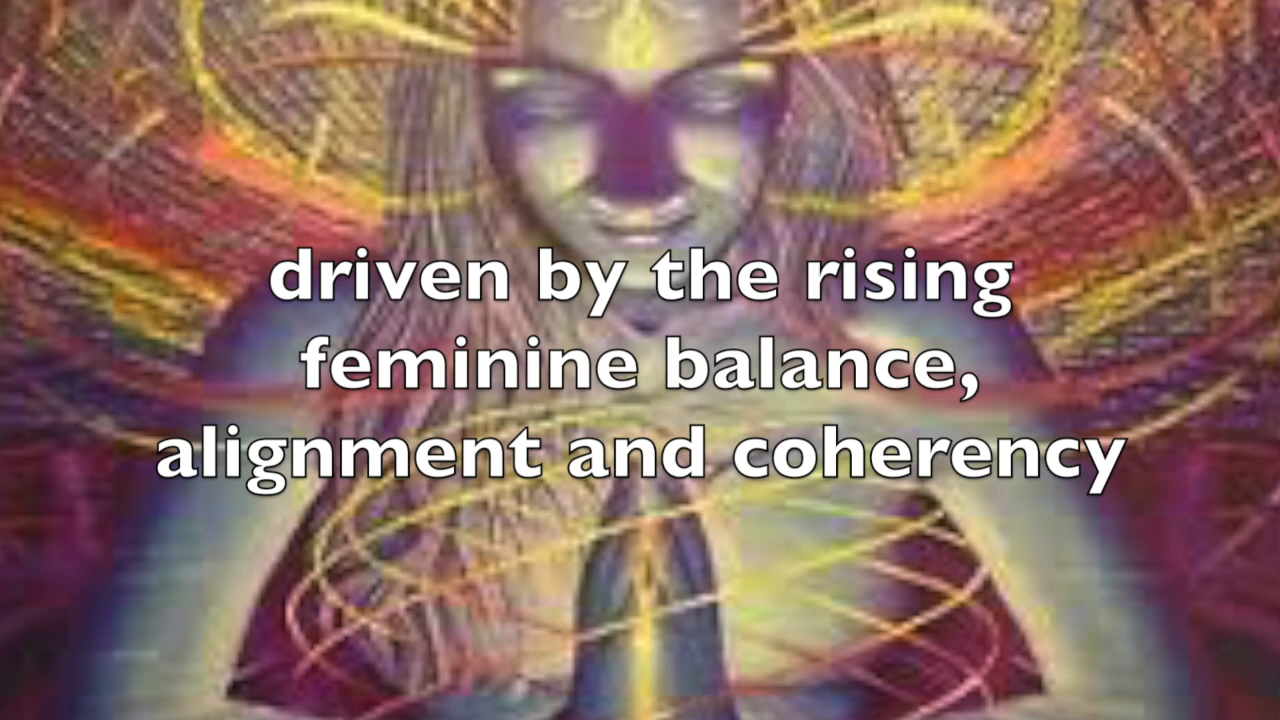 driven by the rising
feminine balance,
alignment and coherency